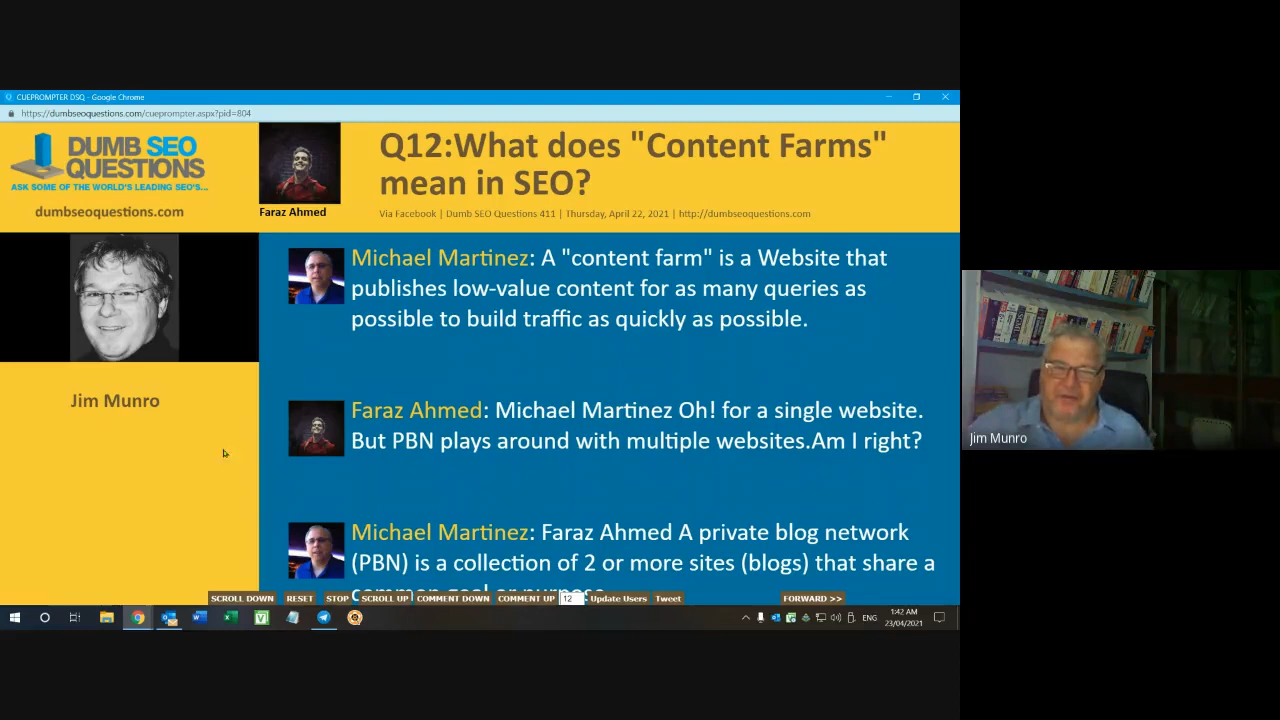 CUEPROMPTER DSQ - Google Chrome
https://dumbseoquestions.com/cueprompter.aspx?pid=804
DUMB SEO
QUESTIONS
ASK SOME OF THE WORLD'S LEADING SEO'S...
dumbseoquestions.com
Faraz Ahmed
Q12:What does "Content Farms"
mean in SEO?
Via Facebook | Dumb SEO Questions 411 | Thursday, April 22, 2021 | http://dumbseoquestions.com
Jim Munro
Michael Martinez: A "content farm" is a Website that
publishes low-value content for as many queries as
possible to build traffic as quickly as possible.
Faraz Ahmed: Michael Martinez Oh! for a single website.
But PBN plays around with multiple websites.Am I right?
Michael Martinez: Faraz Ahmed A private blog network
(PBN) is a collection of 2 or more sites (blogs) that share a
common goal or purpose
SCROLL DOWN RESET STOP SCROLL UP COMMENT DOWN COMMENT UP 12 Update Users Tweet FORWARD >>
ENG
1:42 AM
23/04/2021
Jim Munro